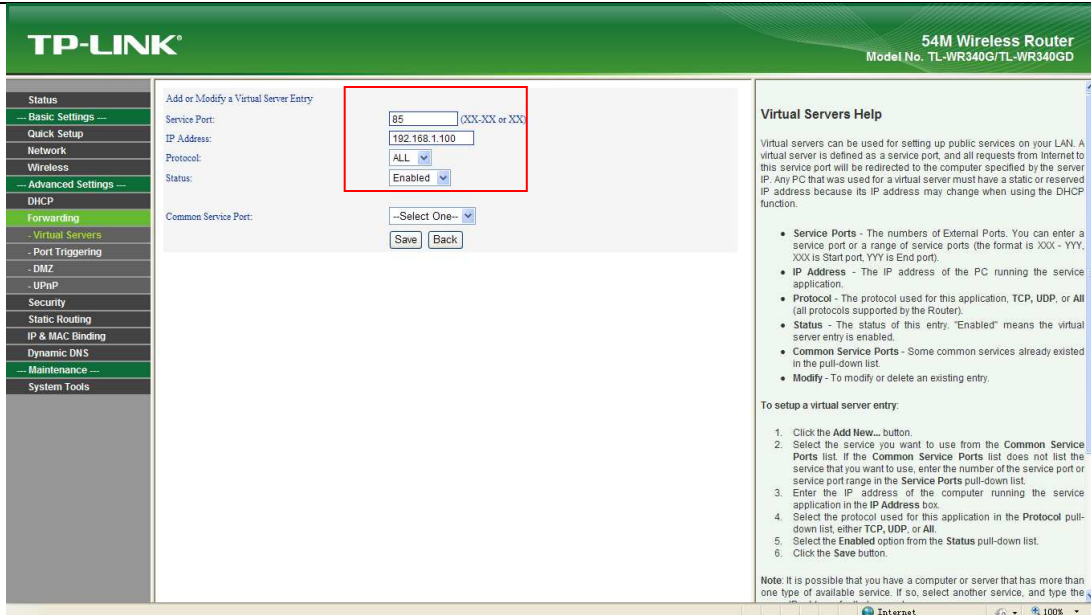 TP-LINK®
54M Wireless Router
Model No. TL-WR340G/TL-WR340GD
Status
--- Basic Settings ---
Quick Setup
Network
Wireless
--- Advanced Settings ---
DHCP
Forwarding
- Virtual Servers
- Port Triggering
- DMZ
- UPnP
Security
Static Routing
IP & MAC Binding
Dynamic DNS
--- Maintenance ---
System Tools
Add or Modify a Virtual Server Entry
Service Port: 85 (XX-XX or XX)
IP Address: 192.168.1.100
Protocol: ALL
Status: Enabled
Common Service Port: --Select One--
Save Back
Virtual Servers Help
Virtual servers can be used for setting up public services on your LAN. A
virtual server is defined as a service port, and all requests from Internet to
this service port will be redirected to the computer specified by the server
IP. Any PC that was used for a virtual server must have a static or reserved
IP address because its IP address may change when using the DHCP
function.
• Service Ports - The numbers of External Ports. You can enter a
service port or a range of service ports (the format is XXX - YYY,
XXX is Start port, YYY is End port).
• IP Address - The IP address of the PC running the service
application.
• Protocol - The protocol used for this application, TCP, UDP, or All
(all protocols supported by the Router).
• Status - The status of this entry. "Enabled" means the virtual
server entry is enabled.
• Common Service Ports - Some common services already existed
in the pull-down list.
• Modify - To modify or delete an existing entry.
To setup a virtual server entry:
1. Click the Add New... button.
2. Select the service you want to use from the Common Service
Ports list. If the Common Service Ports list does not list the
service that you want to use, enter the number of the service port or
service port range in the Service Ports pull-down list.
3. Enter the IP address of the computer running the service
application in the IP Address box.
4. Select the protocol used for this application in the Protocol pull-
down list, either TCP, UDP, or All.
5. Select the Enabled option from the Status pull-down list.
6. Click the Save button.
Note: It is possible that you have a computer or server that has more than
one type of available service. If so, select another service, and type the
Internet 100%